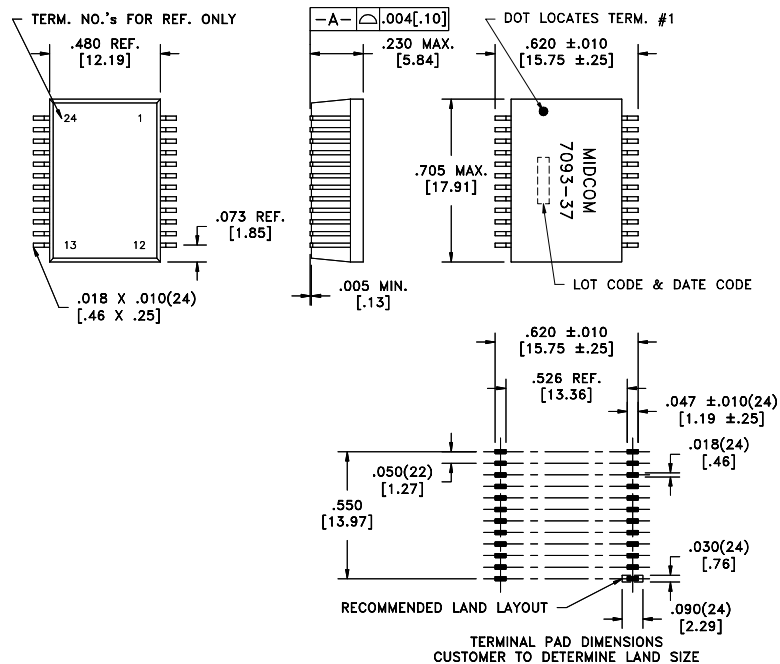 TERM. NO.'s FOR REF. ONLY
.480 REF.
[12.19]
24
1
13
12
.073 REF.
[1.85]
.018 X .010(24)
[.46 X .25]
-A-
⌓
.004[.10]
.230 MAX.
[5.84]
.005 MIN.
[.13]
DOT LOCATES TERM. #1
.620 ±.010
[15.75 ±.25]
.705 MAX.
[17.91]
MIDCOM
7093-37
LOT CODE & DATE CODE
.620 ±.010
[15.75 ±.25]
.526 REF.
[13.36]
.047 ±.010(24)
[1.19 ±.25]
.018(24)
[.46]
.050(22)
[1.27]
.550
[13.97]
.030(24)
[.76]
RECOMMENDED LAND LAYOUT
.090(24)
[2.29]
TERMINAL PAD DIMENSIONS
CUSTOMER TO DETERMINE LAND SIZE